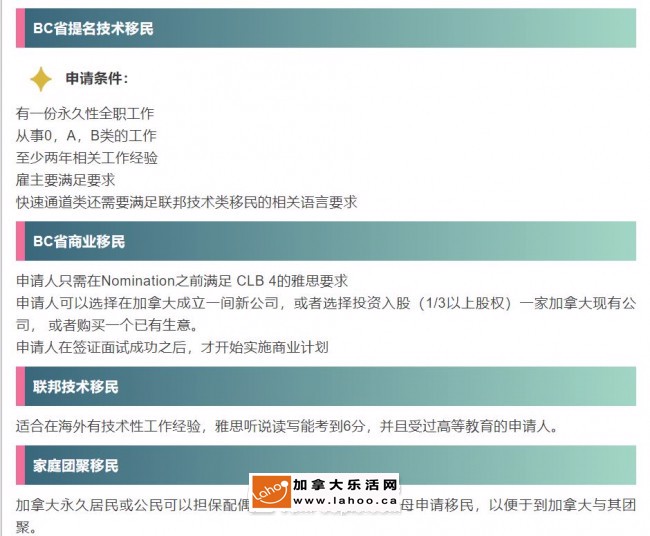 BC省提名技术移民
申请条件：
有一份永久性全职工作
从事0，A，B类的工作
至少两年相关工作经验
雇主要满足要求
快速通道类还需要满足联邦技术类移民的相关语言要求
BC省商业移民
申请人只需在Nomination之前满足 CLB 4的雅思要求
申请人可以选择在加拿大成立一间新公司，或者选择投资入股（1/3以上股权）一家加拿大现有公
司， 或者购买一个已有生意。
申请人在签证面试成功之后，才开始实施商业计划
联邦技术移民
适合在海外有技术性工作经验，雅思听说读写能考到6分，并且受过高等教育的申请人。
家庭团聚移民
Lahoo
加拿大乐活网
www.lahoo.ca
加拿大永久居民或公民可以担保配 母申请移民，以便于到加拿大与其团
聚。